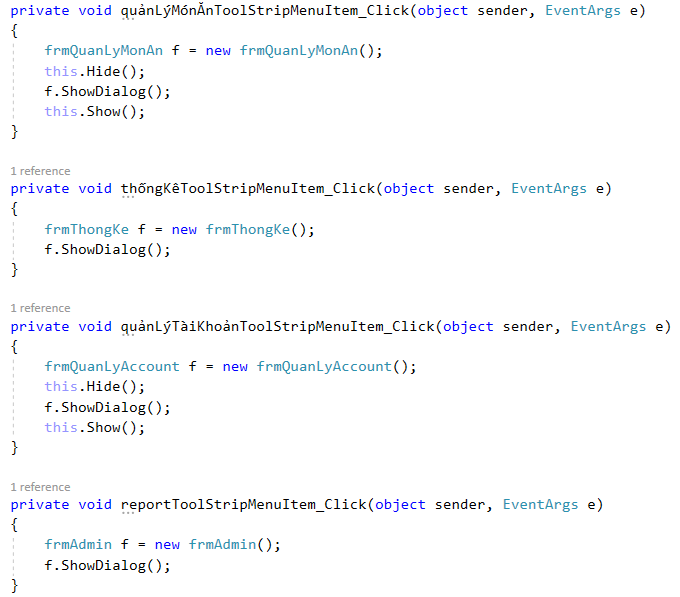 private void quảnLýMónĂnToolStripMenuItem_Click(object sender, EventArgs e)
{
frmQuanLyMonAn f = new frmQuanLyMonAn();
this.Hide();
f.ShowDialog();
this.Show();
}
1 reference
private void thốngKêToolStripMenuItem_Click(object sender, EventArgs e)
{
frmThongKe f = new frmThongKe();
f.ShowDialog();
}
1 reference
private void quảnLýTàiKhoảnToolStripMenuItem_Click(object sender, EventArgs e)
{
frmQuanLyAccount f = new frmQuanLyAccount();
this.Hide();
f.ShowDialog();
this.Show();
}
1 reference
private void reportToolStripMenuItem_Click(object sender, EventArgs e)
{
frmAdmin f = new frmAdmin();
f.ShowDialog();
}